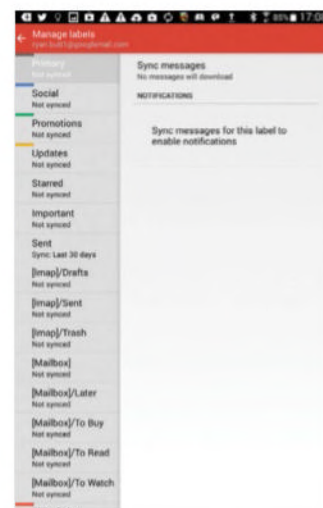 85% 17:08
Manage labels
Primary
Not synced
Social
Not synced
Promotions
Not synced
Updates
Not synced
Starred
Not synced
Important
Not synced
Sent
Sync: Last 30 days
[Imap]/Drafts
Not synced
[Imap]/Sent
Not synced
[Imap]/Trash
Not synced
[Mailbox]
Not synced
[Mailbox]/Later
Not synced
[Mailbox]/To Buy
Not synced
[Mailbox]/To Read
Not synced
[Mailbox]/To Watch
Not synced
Sync messages
No messages will download
NOTIFICATIONS
Sync messages for this label to
enable notifications